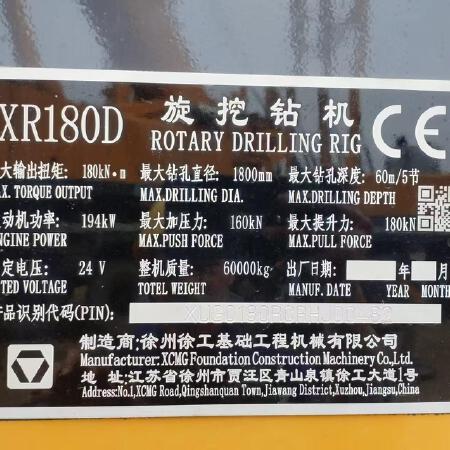 XR180D 旋挖钻机 CE
ROTARY DRILLING RIG
大输出扭矩: 180kN·m 最大钻孔直径: 1800mm 最大钻孔深度: 60m/5节
X. TORQUE OUTPUT MAX.DRILLING DIA. MAX.DRILLING DEPTH
动机功率: 194kW 最大加压力: 160kN 最大提升力: 180kN
NGINE POWER MAX.PUSH FORCE MAX.PULL FORCE
定电压: 24V 整机质量: 60000kg 出厂日期: 年 月
TED VOLTAGE TOTAL WEIGHT MANUF. DATE YEAR MONTH
品识别代码(PIN):
制造商:徐州徐工基础工程机械有限公司
Manufacturer:XCMG Foundation Construction Machinery Co.,Ltd.
地 址:江苏省徐州市贾汪区青山泉镇徐工大道1号
Address:No.1,XCMG Road,Qingshanquan Town,Jiawang District,Xuzhou,Jiangsu,China